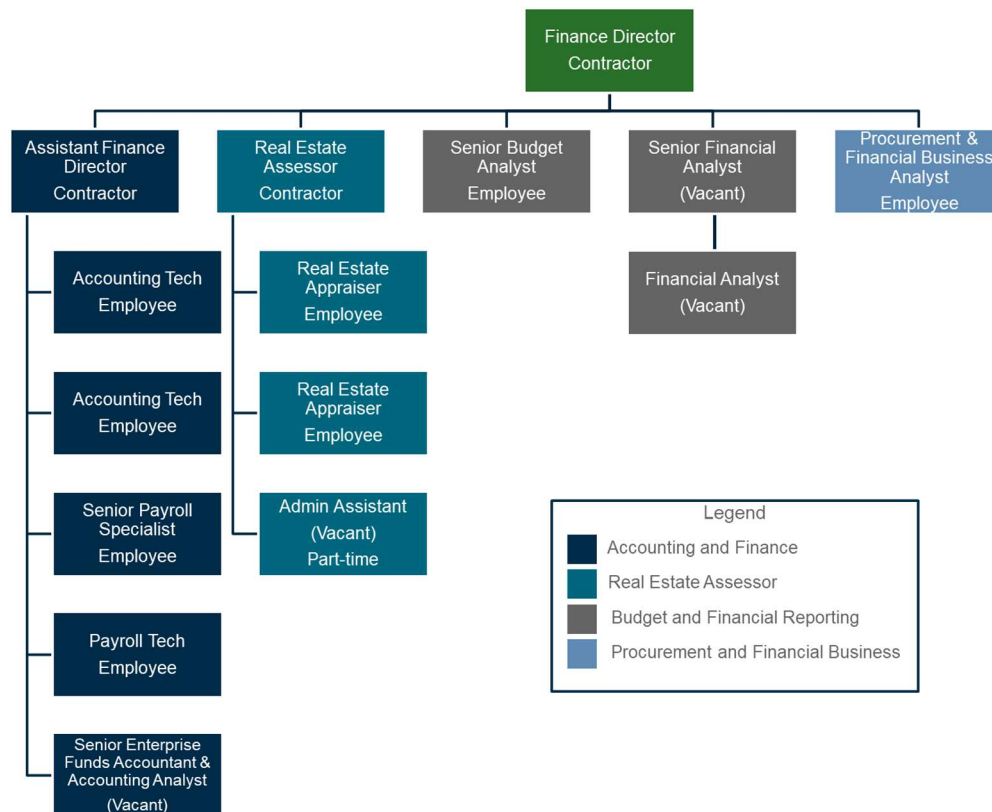 Finance Director
Contractor
Assistant Finance
Director
Contractor
Real Estate
Assessor
Contractor
Senior Budget
Analyst
Employee
Senior Financial
Analyst
(Vacant)
Procurement &
Financial Business
Analyst
Employee
Accounting Tech
Employee
Real Estate
Appraiser
Employee
Financial Analyst
(Vacant)
Accounting Tech
Employee
Real Estate
Appraiser
Employee
Senior Payroll
Specialist
Employee
Admin Assistant
(Vacant)
Part-time
Payroll Tech
Employee
Senior Enterprise
Funds Accountant &
Accounting Analyst
(Vacant)
Legend
Accounting and Finance
Real Estate Assessor
Budget and Financial Reporting
Procurement and Financial Business